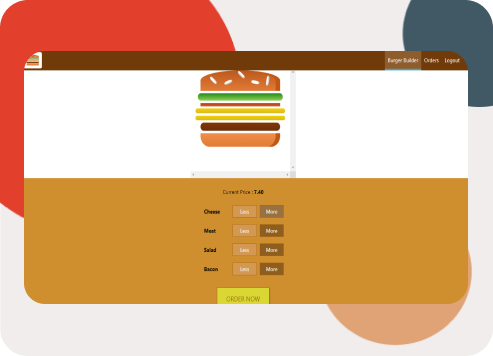 Burger Builder Orders Logout
Current Price : 7.40
Cheese Less More
Meat Less More
Salad Less More
Bacon Less More
ORDER NOW